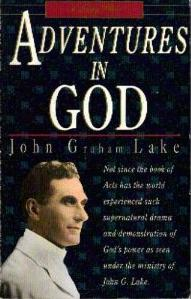 ADVENTURES
IN
GOD
John Graham Lake
Not since the book of
Acts has the world
experienced such
supernatural drama
and demonstration of
God's power as seen
under the ministry of
John G. Lake.